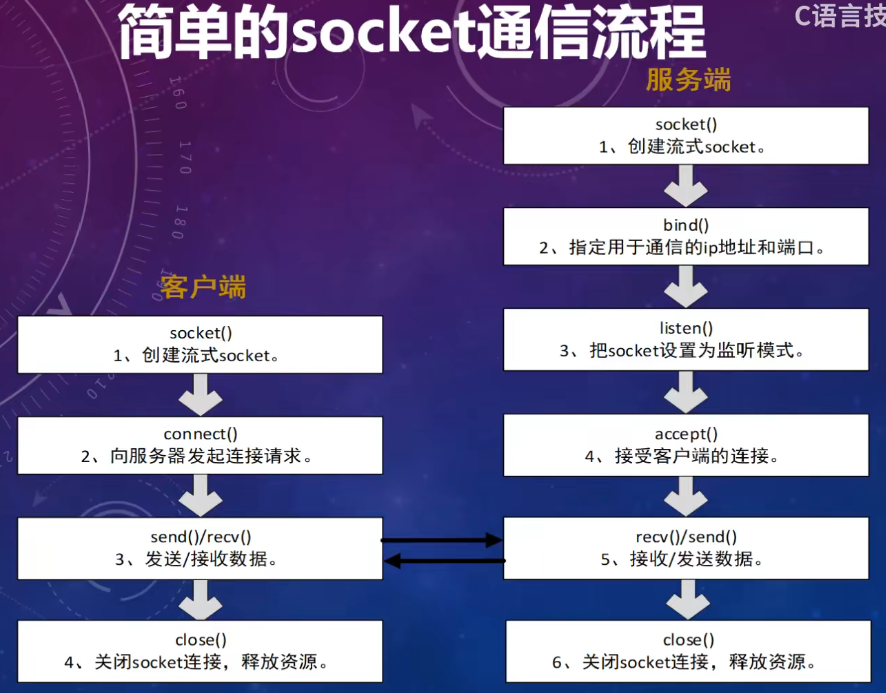 简单的socket通信流程
C语言技
服务端
socket()
1、创建流式socket。
bind()
2、指定用于通信的ip地址和端口。
listen()
3、把socket设置为监听模式。
accept()
4、接受客户端的连接。
recv()/send()
5、接收/发送数据。
close()
6、关闭socket连接，释放资源。
客户端
socket()
1、创建流式socket。
connect()
2、向服务器发起连接请求。
send()/recv()
3、发送/接收数据。
close()
4、关闭socket连接，释放资源。
160
170
180
190
210